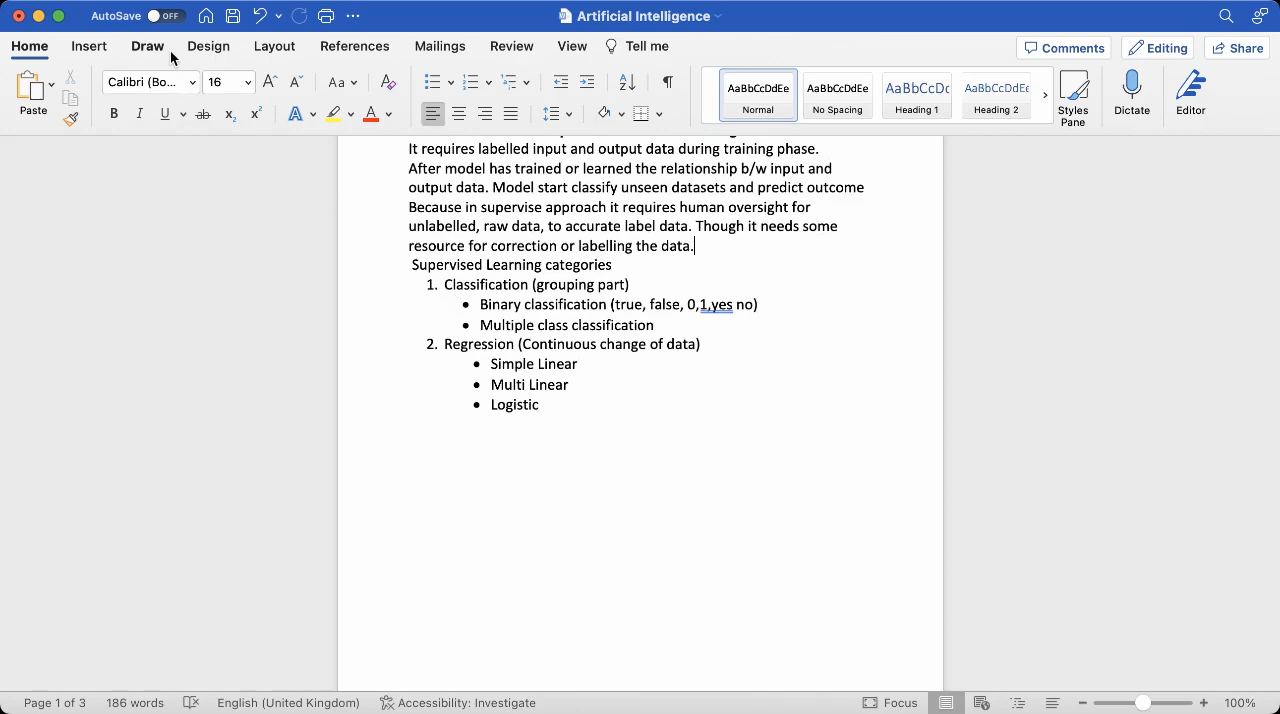 AutoSave OFF Artificial Intelligence
Home Insert Draw Design Layout References Mailings Review View Tell me Comments Editing Share
Paste Calibri (Bo... 16 Aa
AaBbCcDdEe AaBbCcDdEe AaBbCcDc AaBbCcDdEe
Normal No Spacing Heading 1 Heading 2 Styles Pane Dictate Editor
It requires labelled input and output data during training phase.
After model has trained or learned the relationship b/w input and
output data. Model start classify unseen datasets and predict outcome
Because in supervise approach it requires human oversight for
unlabelled, raw data, to accurate label data. Though it needs some
resource for correction or labelling the data.
Supervised Learning categories
1. Classification (grouping part)
• Binary classification (true, false, 0,1,yes no)
• Multiple class classification
2. Regression (Continuous change of data)
• Simple Linear
• Multi Linear
• Logistic
Page 1 of 3 186 words English (United Kingdom) Accessibility: Investigate Focus 100%